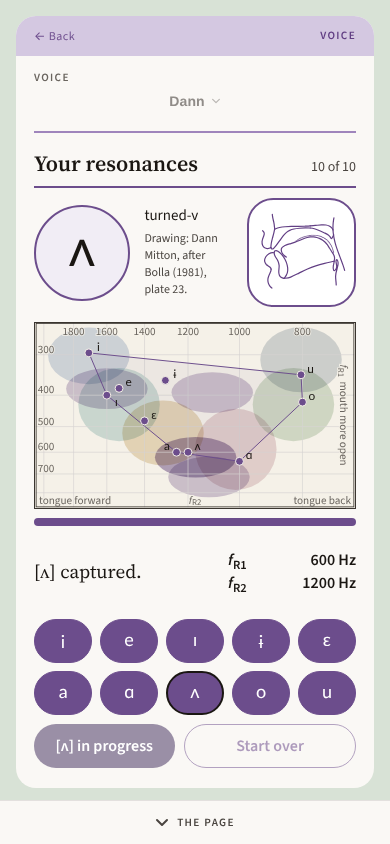 ← Back
VOICE
VOICE
Dann
Your resonances
10 of 10
ʌ
turned-v
Drawing: Dann
Mitton, after
Bolla (1981),
plate 23.
1800 1600 1400 1200 1000 800
300
400
500
600
700
i
e
ɪ
ɨ
ɛ
a
ʌ
ɑ
u
o
fR1 mouth more open
tongue forward
fR2
tongue back
[ʌ] captured.
fR1 600 Hz
fR2 1200 Hz
i e ɪ ɨ ɛ
a ɑ ʌ o u
[ʌ] in progress
Start over
THE PAGE